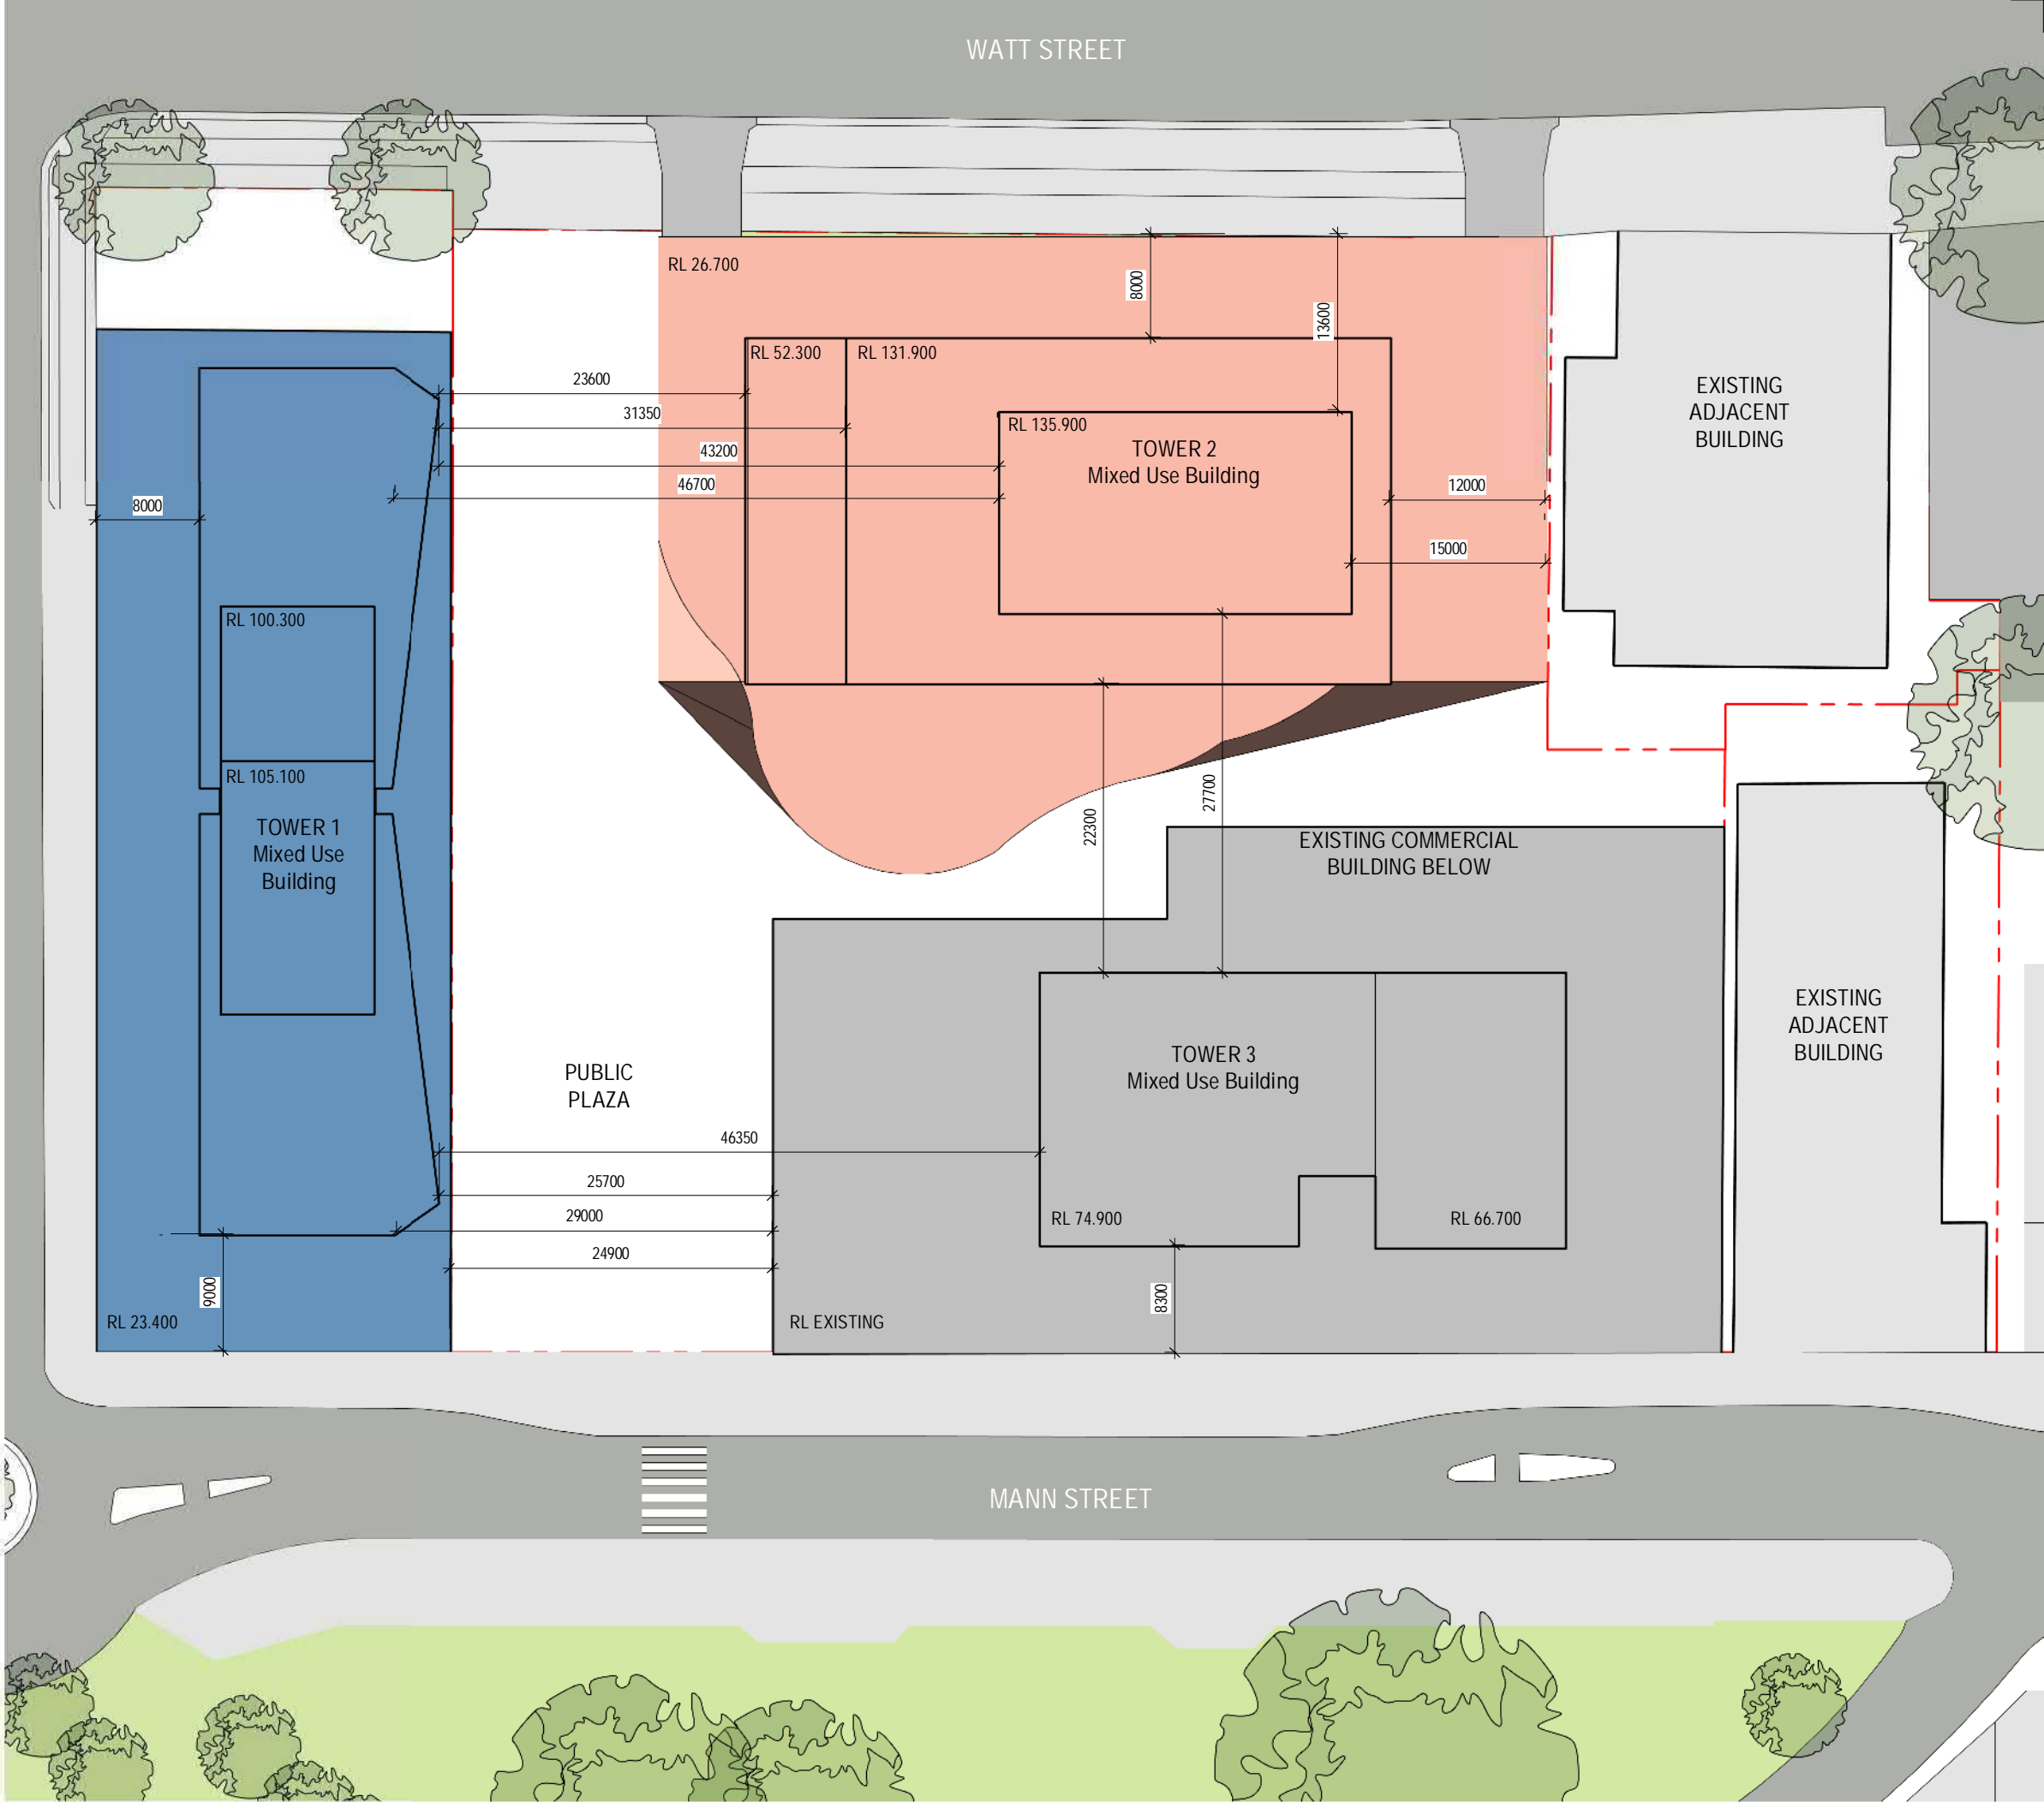 WATT STREET
RL 26.700
8000
13600
RL 52.300
RL 131.900
23600
31350
RL 135.900
43200
TOWER 2
Mixed Use Building
46700
12000
8000
15000
EXISTING
ADJACENT
BUILDING
RL 100.300
RL 105.100
TOWER 1
Mixed Use
Building
22300
27700
EXISTING COMMERCIAL
BUILDING BELOW
EXISTING
ADJACENT
BUILDING
TOWER 3
Mixed Use Building
PUBLIC
PLAZA
46350
25700
29000
24900
RL 74.900
RL 66.700
9000
8300
RL 23.400
RL EXISTING
MANN STREET